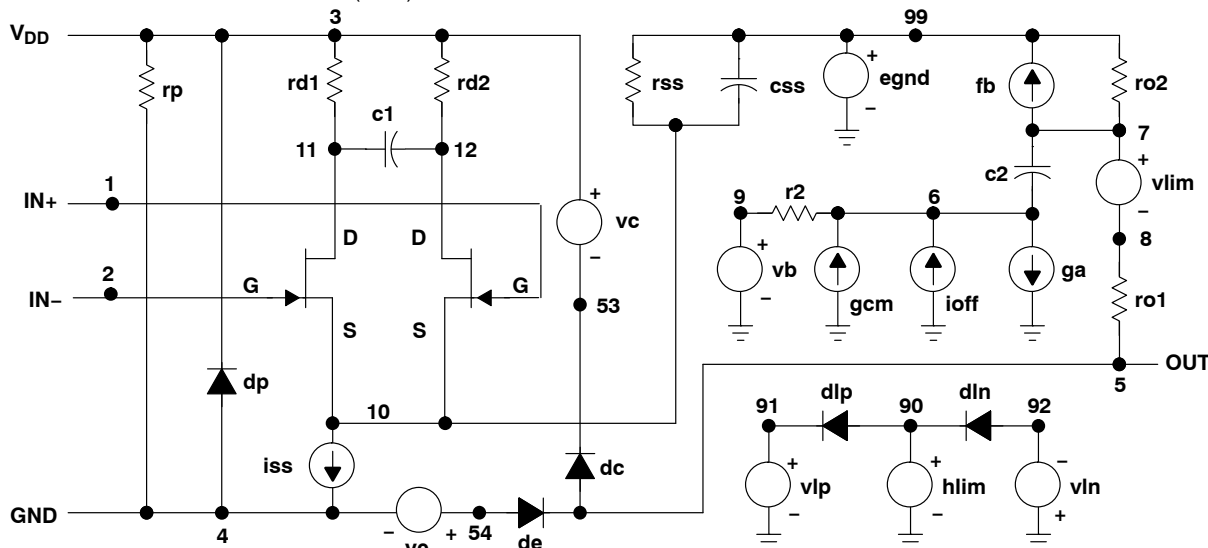 3
99
VDD
rp
rd1
rd2
rss
css
egnd
+
−
fb
ro2
c1
11
12
7
c2
+
vlim
−
1
IN+
9
r2
6
8
D
D
+
vc
−
vb
+
−
gcm
ioff
ga
ro1
2
IN−
G
G
53
S
S
OUT
5
dp
10
91
dlp
90
dln
92
iss
dc
+
vlp
−
+
hlim
−
−
vln
+
GND
4
−
+
54
de